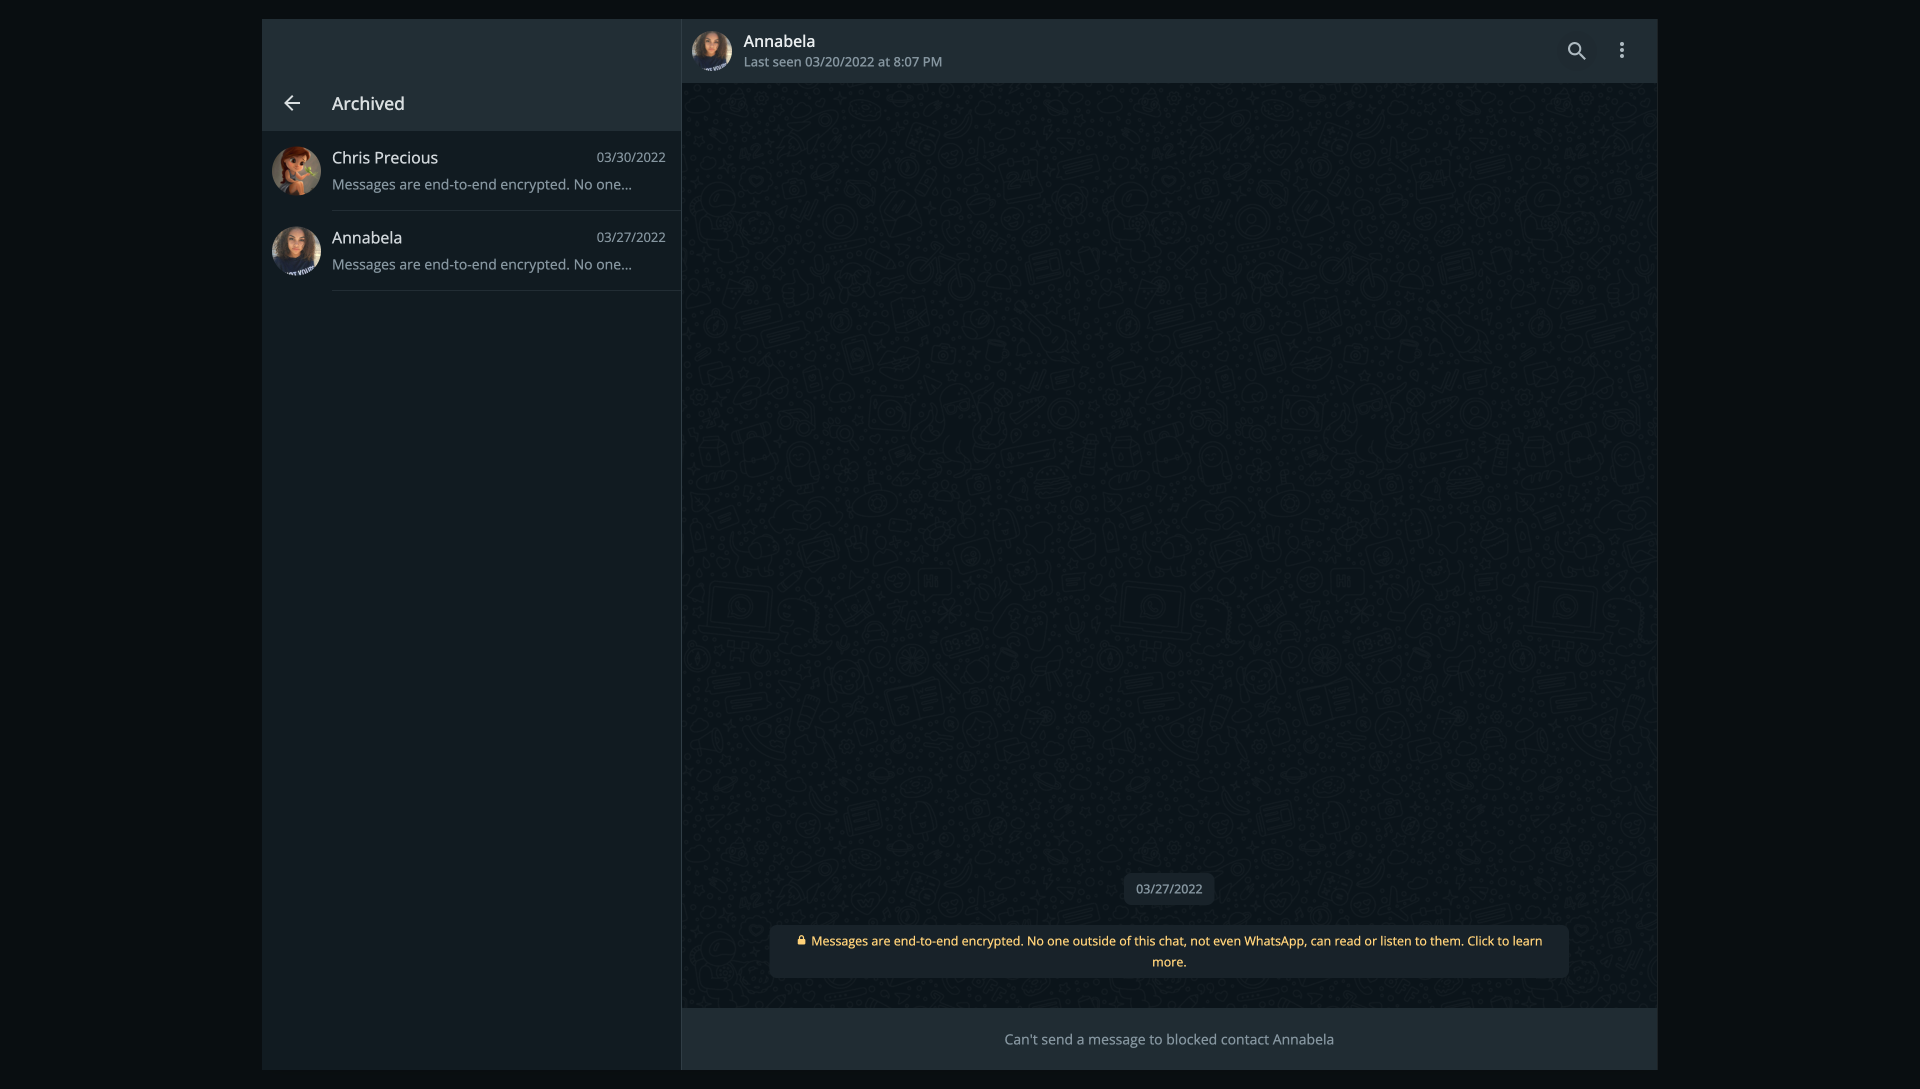 Archived
Chris Precious
03/30/2022
Messages are end-to-end encrypted. No one...
Annabela
03/27/2022
Messages are end-to-end encrypted. No one...
Annabela
Last seen 03/20/2022 at 8:07 PM
03/27/2022
Messages are end-to-end encrypted. No one outside of this chat, not even WhatsApp, can read or listen to them. Click to learn
more.
Can't send a message to blocked contact Annabela